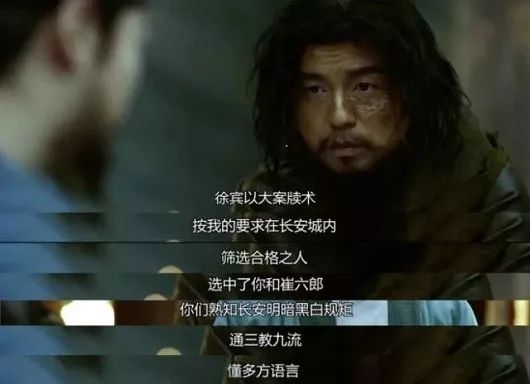 徐宾以大案牍术
按我的要求在长安城内
筛选合格之人
选中了你和崔六郎
你们熟知长安明暗黑白规矩
通三教九流
懂多方语言